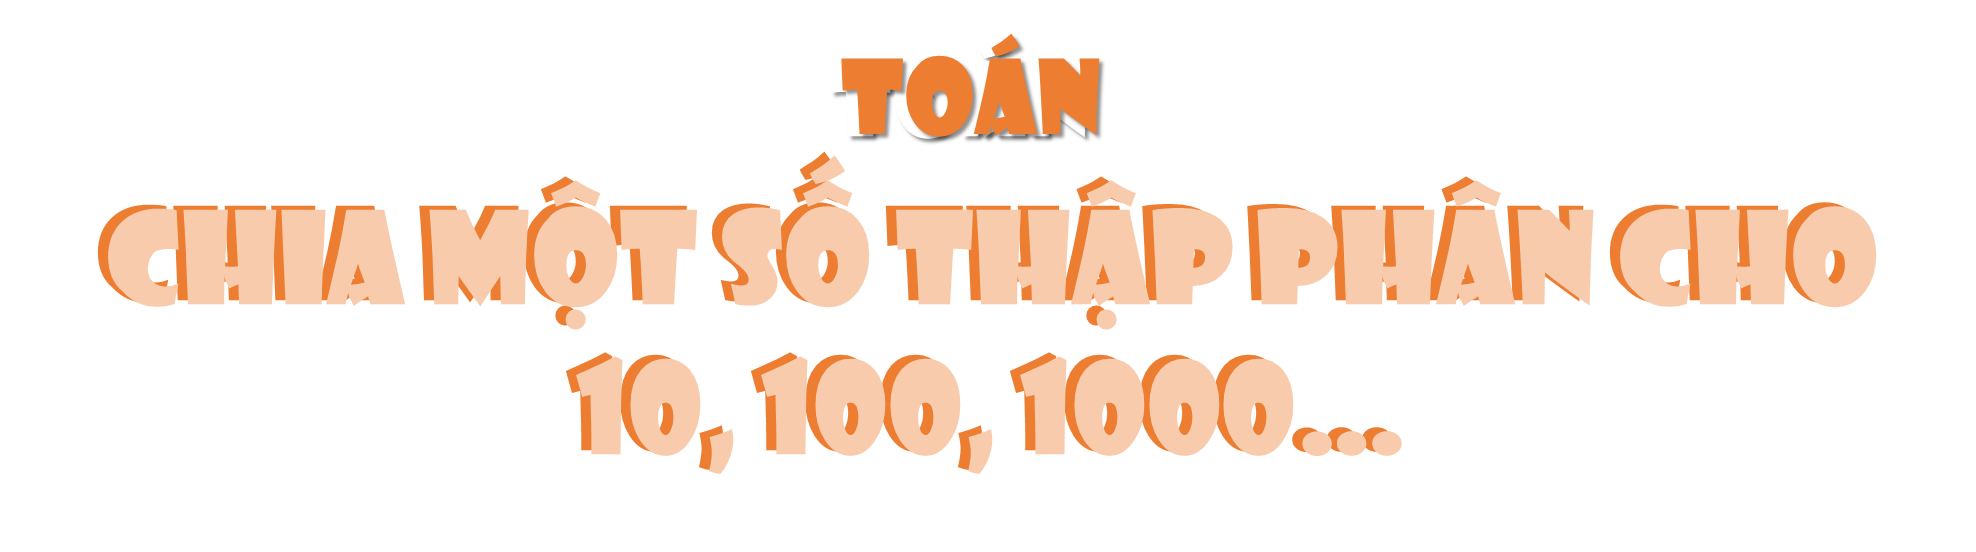 TOÁN
CHIA MỘT SỐ THẬP PHÂN CHO
10, 100, 1000...